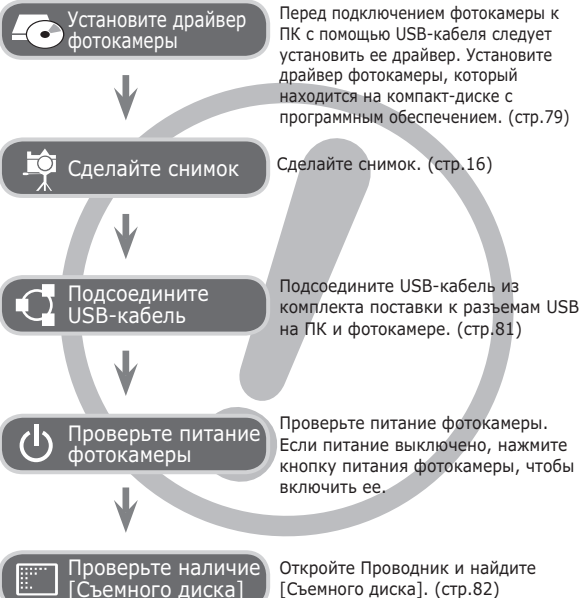 Установите драйвер
фотокамеры
Перед подключением фотокамеры к
ПК с помощью USB-кабеля следует
установить ее драйвер. Установите
драйвер фотокамеры, который
находится на компакт-диске с
программным обеспечением. (стр.79)
Сделайте снимок
Сделайте снимок. (стр.16)
Подсоедините
USB-кабель
Подсоедините USB-кабель из
комплекта поставки к разъемам USB
на ПК и фотокамере. (стр.81)
Проверьте питание
фотокамеры
Проверьте питание фотокамеры.
Если питание выключено, нажмите
кнопку питания фотокамеры, чтобы
включить ее.
Проверьте наличие
[Съемного диска]
Откройте Проводник и найдите
[Съемного диска]. (стр.82)